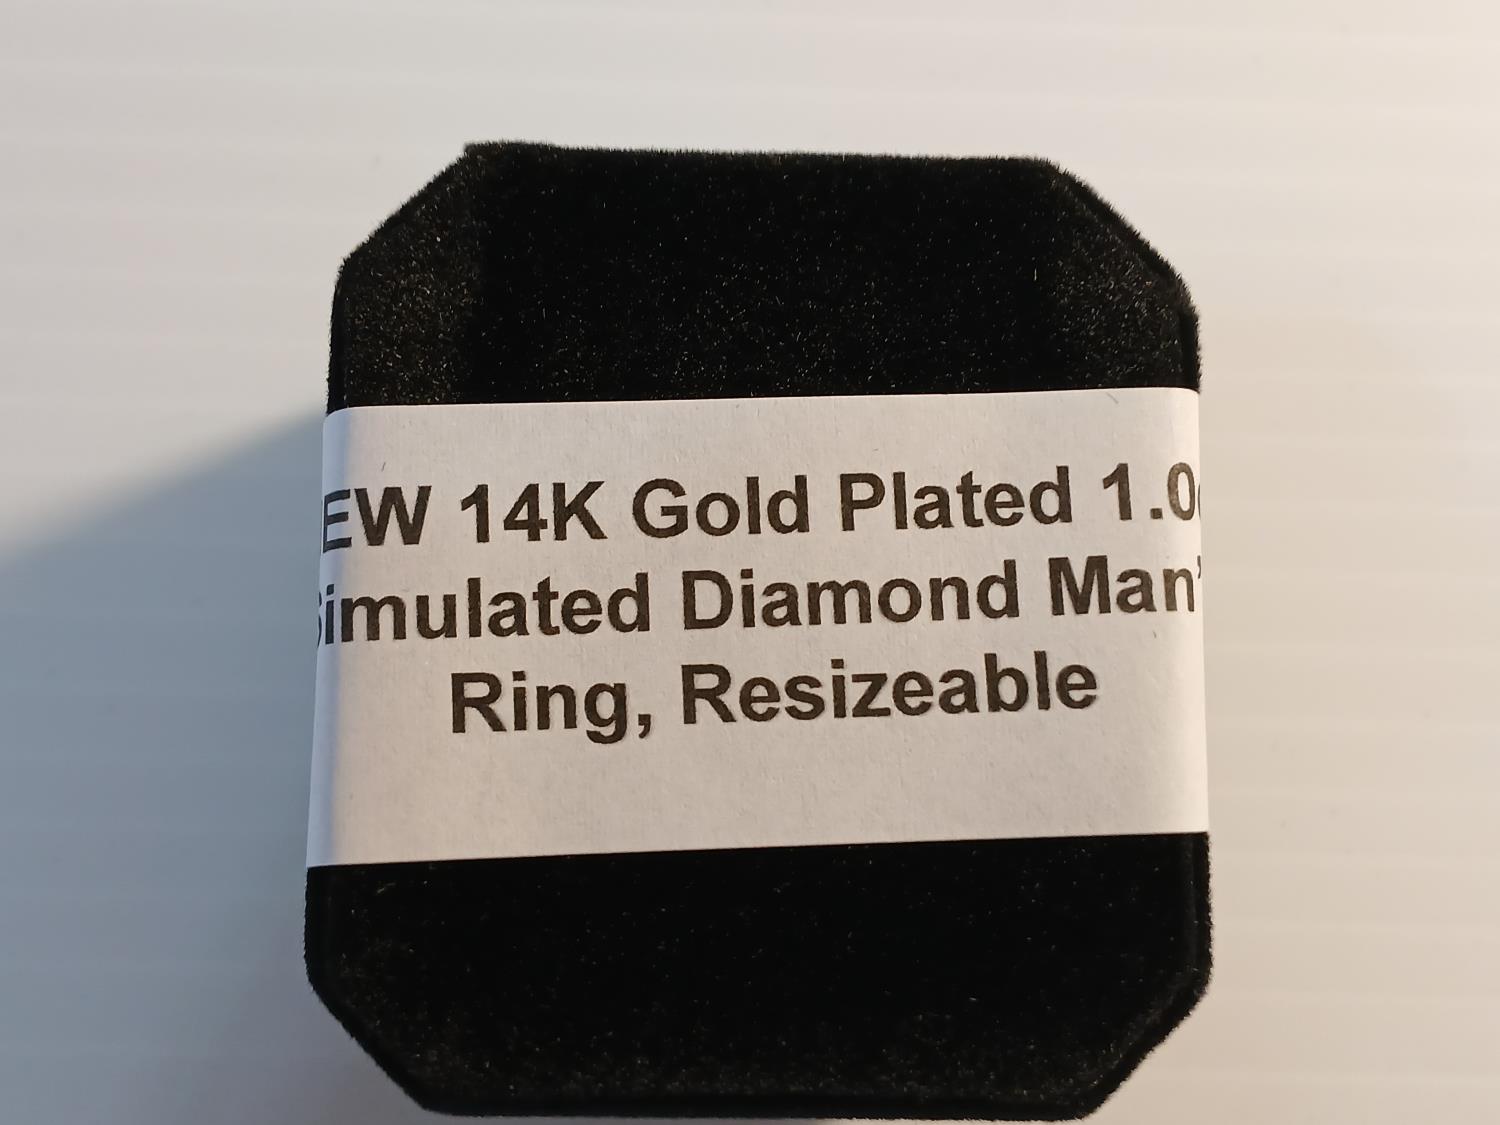 EW 14K Gold Plated 1.0
Simulated Diamond Man's
Ring, Resizeable